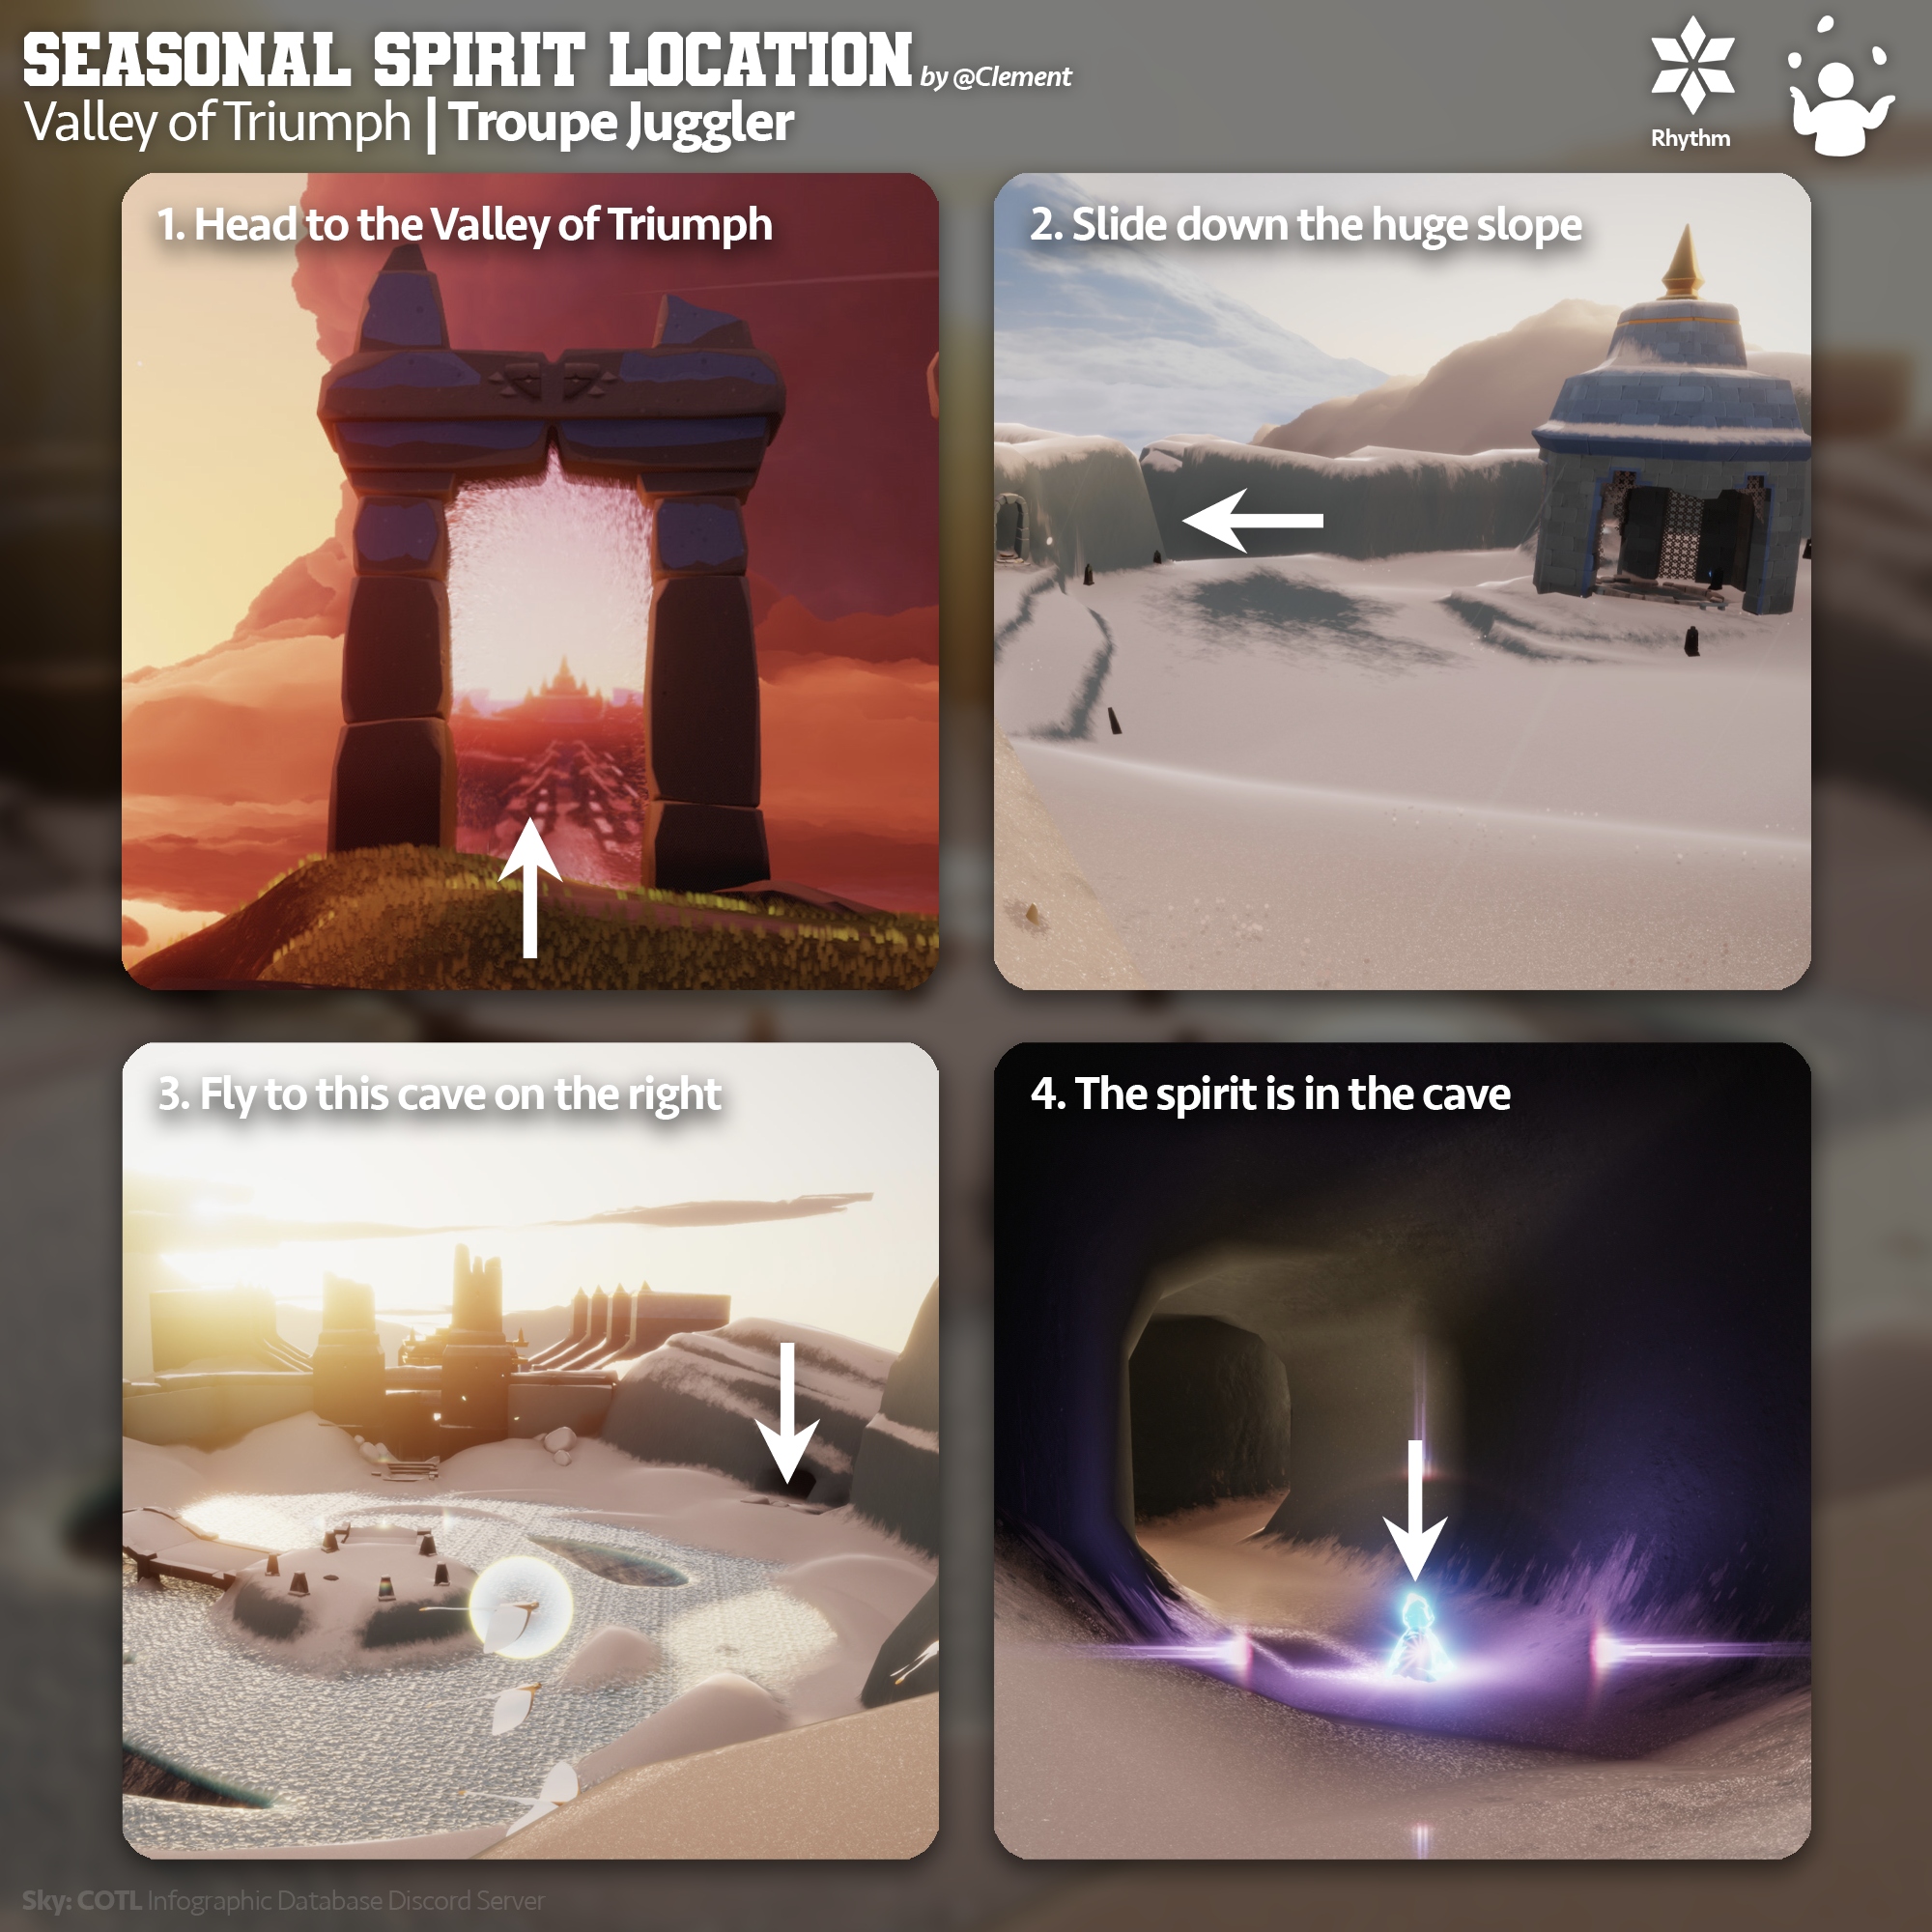 SEASONAL SPIRIT LOCATION by @Clement
Valley of Triumph | Troupe Juggler
Rhythm
1. Head to the Valley of Triumph
2. Slide down the huge slope
3. Fly to this cave on the right
4. The spirit is in the cave
Sky: COTL Infographic Database Discord Server